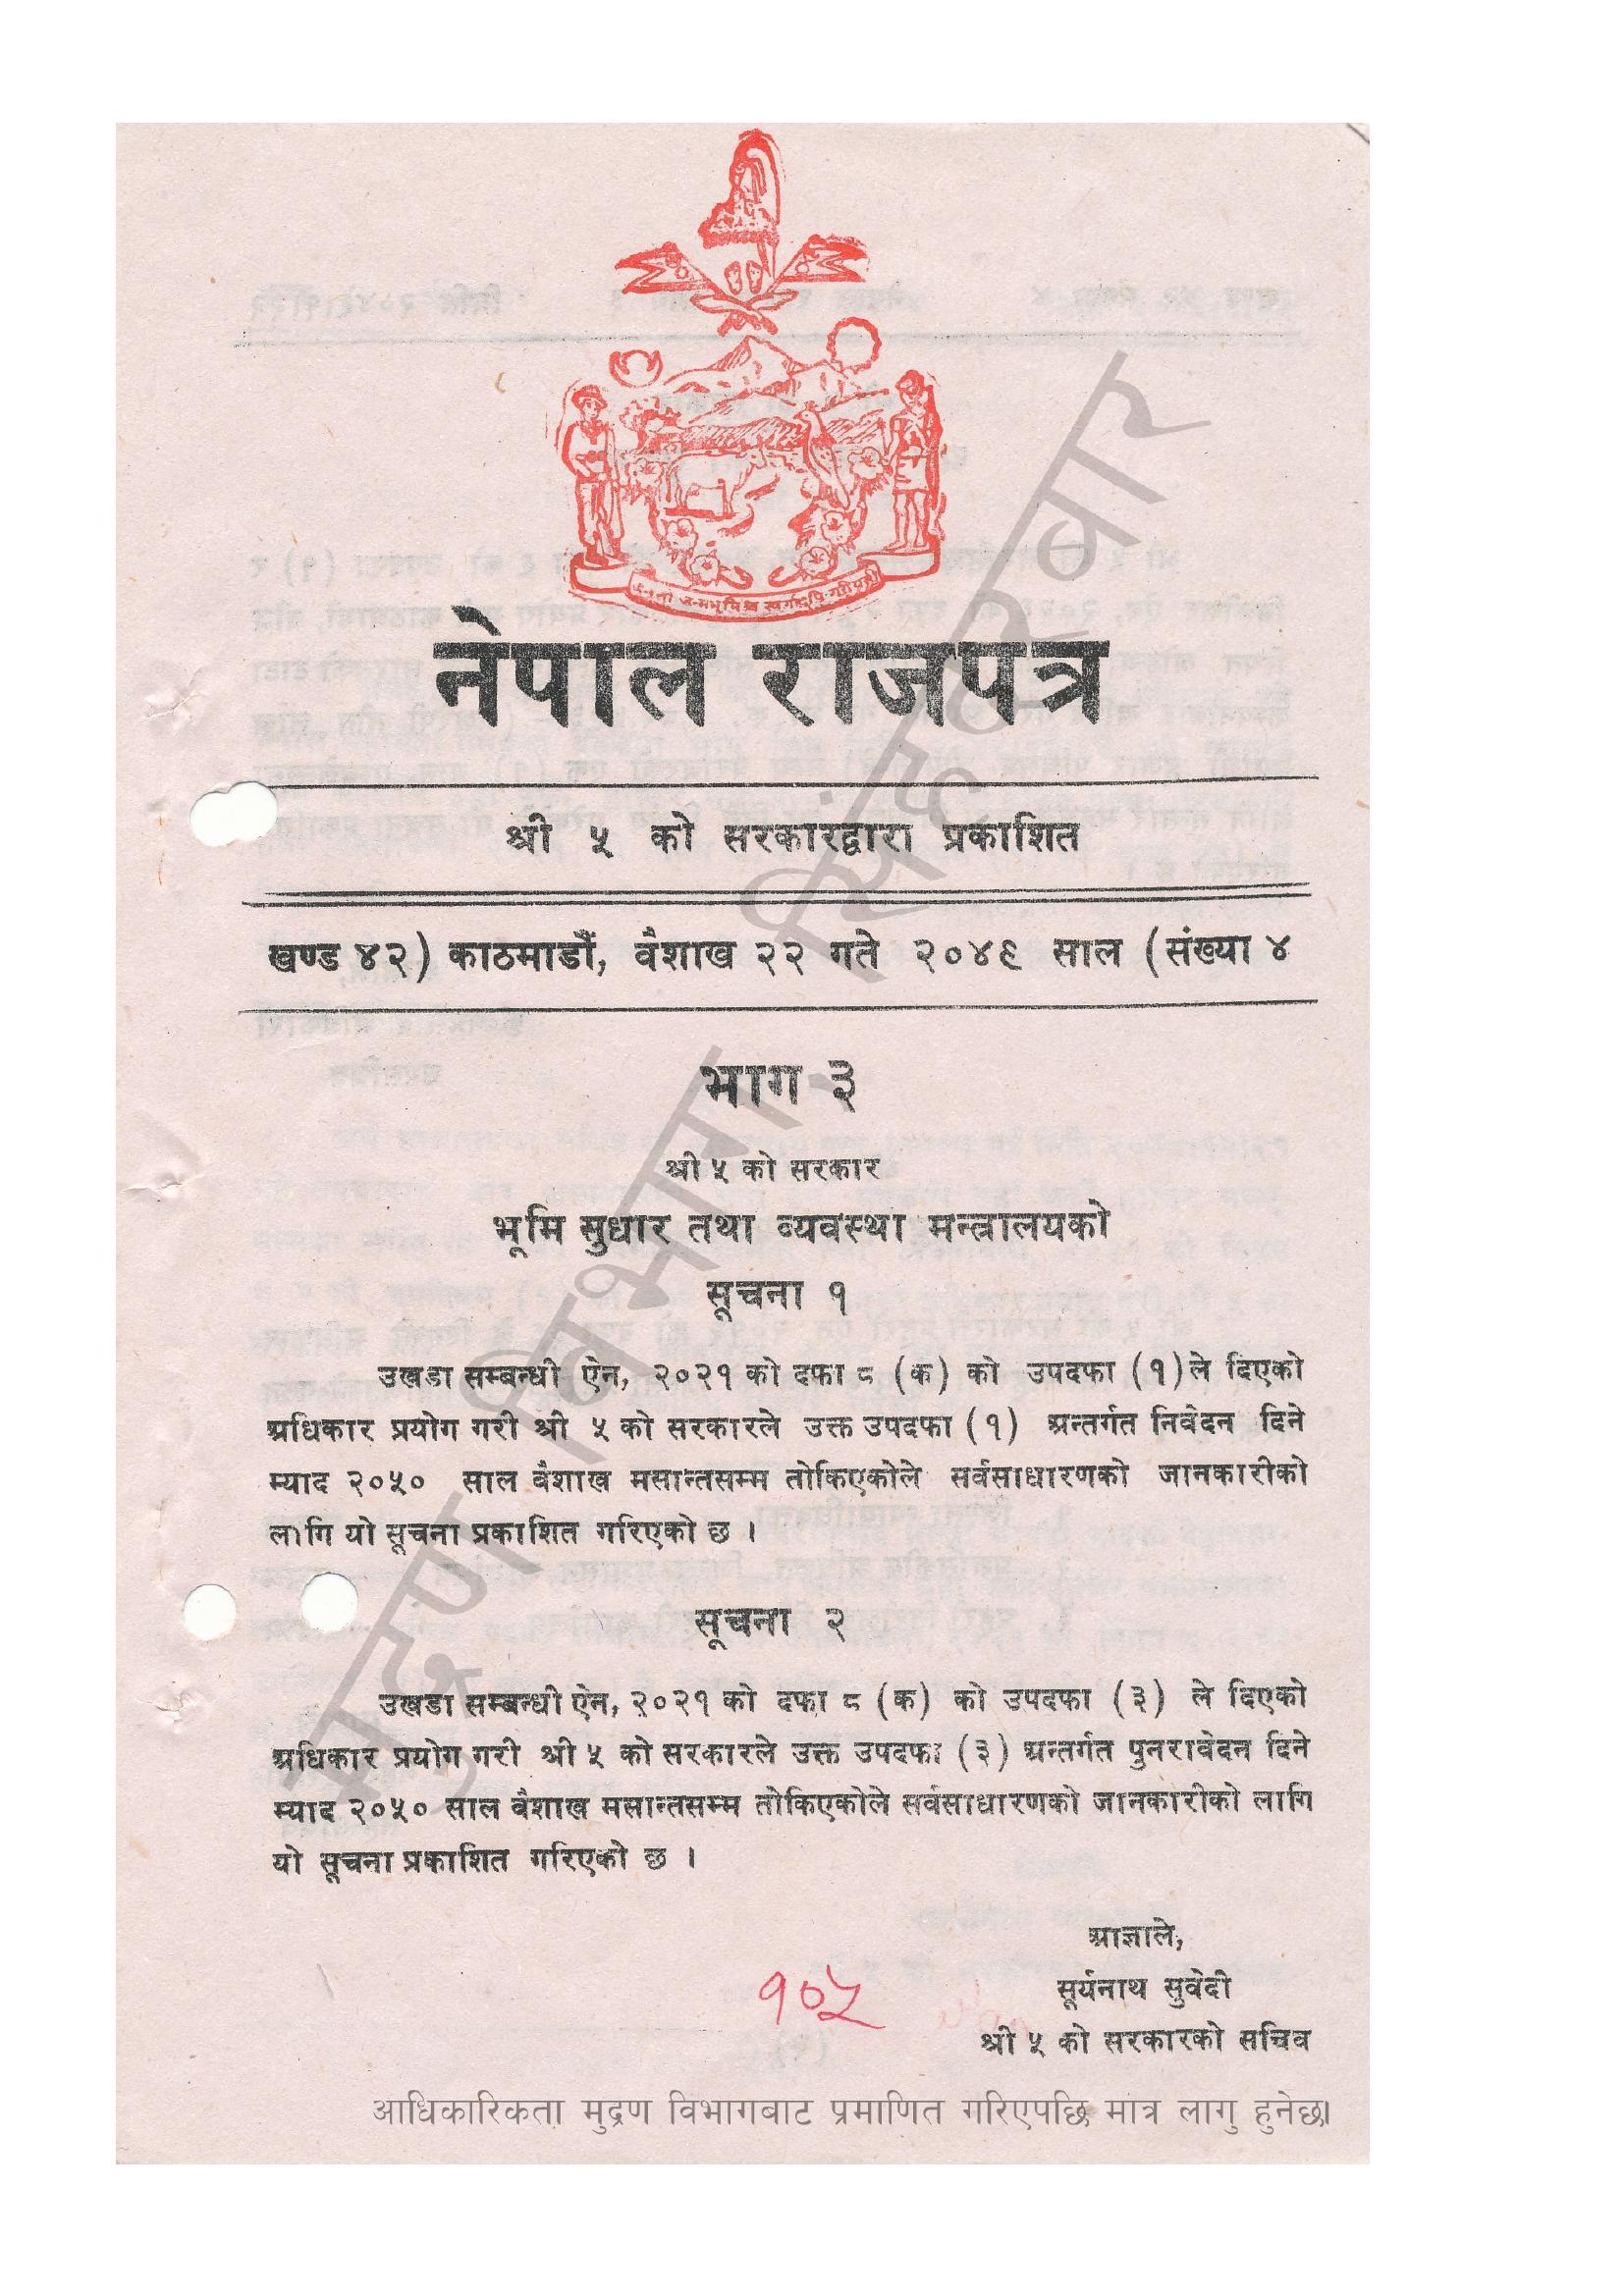 नेपाल राजपत्र
श्री ५ को सरकारद्वारा प्रकाशित
खण्ड ४२) काठमाडौं, वैशाख २२ गते २०४९ साल (संख्या ४
भाग ३
श्री ५ को सरकार
भूमि सुधार तथा व्यवस्था मन्त्रालयको
सूचना १
उखडा सम्बन्धी ऐन, २०२१ को दफा ८ (क) को उपदफा (१)ले दिएको
अधिकार प्रयोग गरी श्री ५ को सरकारले उक्त उपदफा (१) अन्तर्गत निवेदन दिने
म्याद २०५० साल वैशाख मसान्तसम्म तोकिएकोले सर्वसाधारणको जानकारीको
लागि यो सूचना प्रकाशित गरिएको छ ।
सूचना २
उखडा सम्बन्धी ऐन, २०२१ को दफा ८ (क) को उपदफा (३) ले दिएको
अधिकार प्रयोग गरी श्री ५ को सरकारले उक्त उपदफा (३) अन्तर्गत पुनरावेदन दिने
म्याद २०५० साल वैशाख मसान्तसम्म तोकिएकोले सर्वसाधारणको जानकारीको लागि
यो सूचना प्रकाशित गरिएको छ ।
आज्ञाले,
सूर्यनाथ सुवेदी
श्री ५ को सरकारको सचिव
१०५
आधिकारिकता मुद्रण विभागबाट प्रमाणित गरिएपछि मात्र लागु हुनेछ।
मुद्रण विभाग, सिंहदरबार